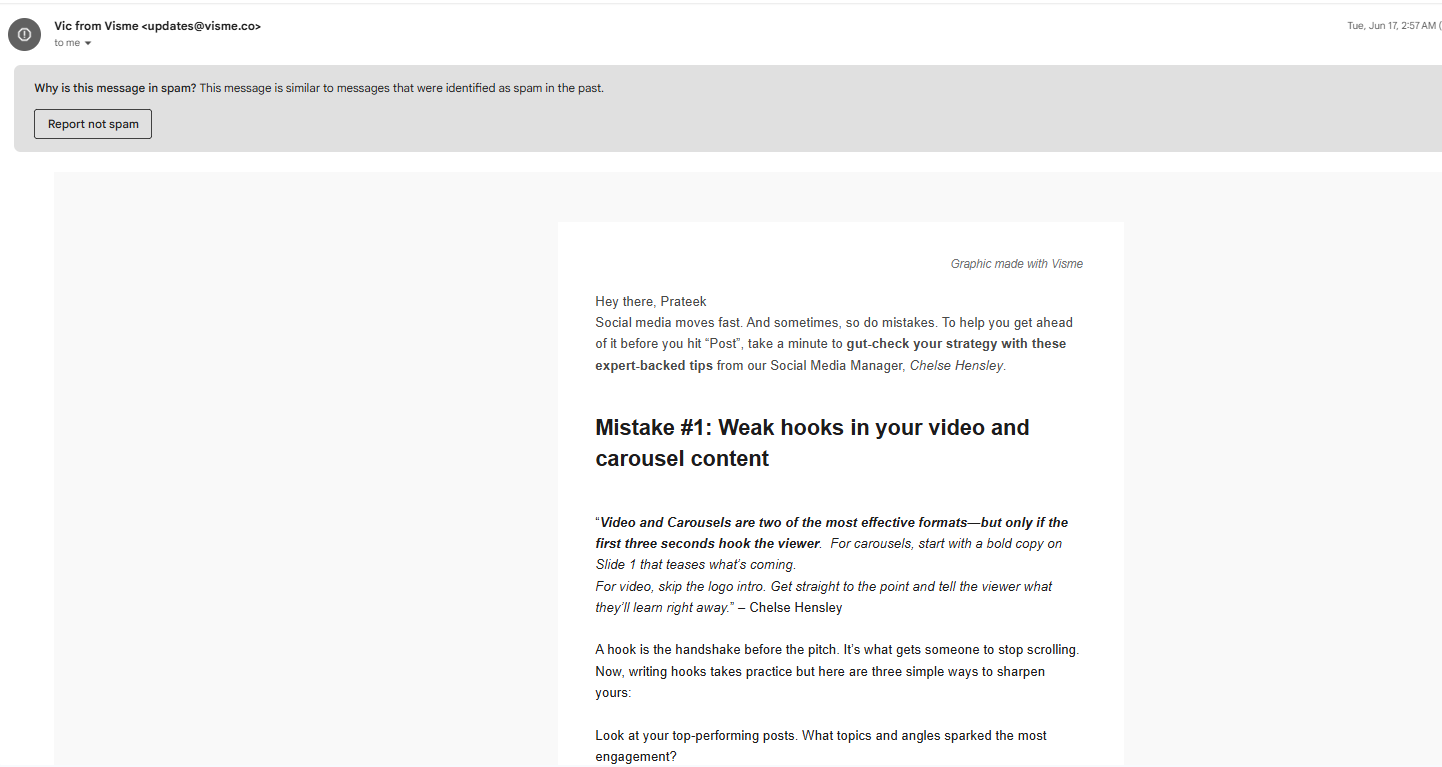 Vic from Visme <updates@visme.co>
Tue, Jun 17, 2:57 AM (
to me
Why is this message in spam? This message is similar to messages that were identified as spam in the past.
Report not spam
Graphic made with Visme
Hey there, Prateek
Social media moves fast. And sometimes, so do mistakes. To help you get ahead
of it before you hit “Post”, take a minute to gut-check your strategy with these
expert-backed tips from our Social Media Manager, Chelse Hensley.
Mistake #1: Weak hooks in your video and
carousel content
“Video and Carousels are two of the most effective formats—but only if the
first three seconds hook the viewer.  For carousels, start with a bold copy on
Slide 1 that teases what’s coming.
For video, skip the logo intro. Get straight to the point and tell the viewer what
they’ll learn right away.” – Chelse Hensley
A hook is the handshake before the pitch. It’s what gets someone to stop scrolling.
Now, writing hooks takes practice but here are three simple ways to sharpen
yours:
Look at your top-performing posts. What topics and angles sparked the most
engagement?